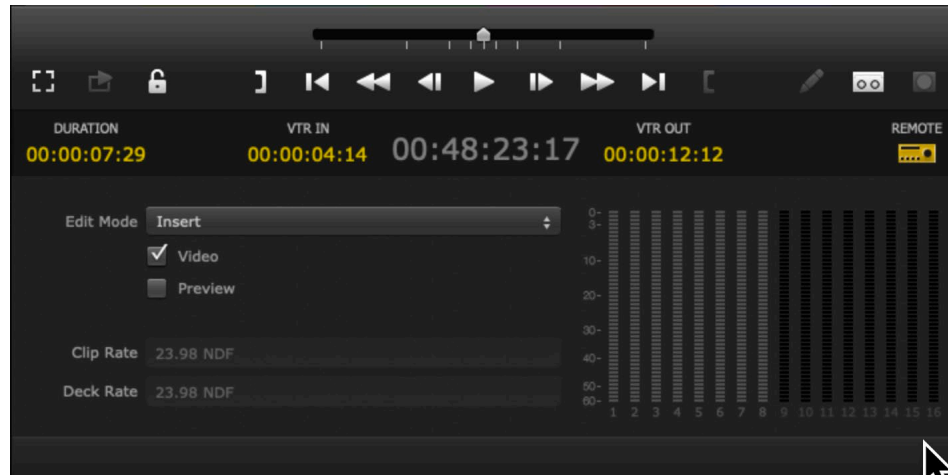 DURATION VTR IN VTR OUT REMOTE
00:00:07:29 00:00:04:14 00:48:23:17 00:00:12:12
Edit Mode Insert
Video
Preview
Clip Rate 23.98 NDF
Deck Rate 23.98 NDF
0-
3-
10-
20-
30-
40-
50-
60-
1 2 3 4 5 6 7 8 9 10 11 12 13 14 15 16